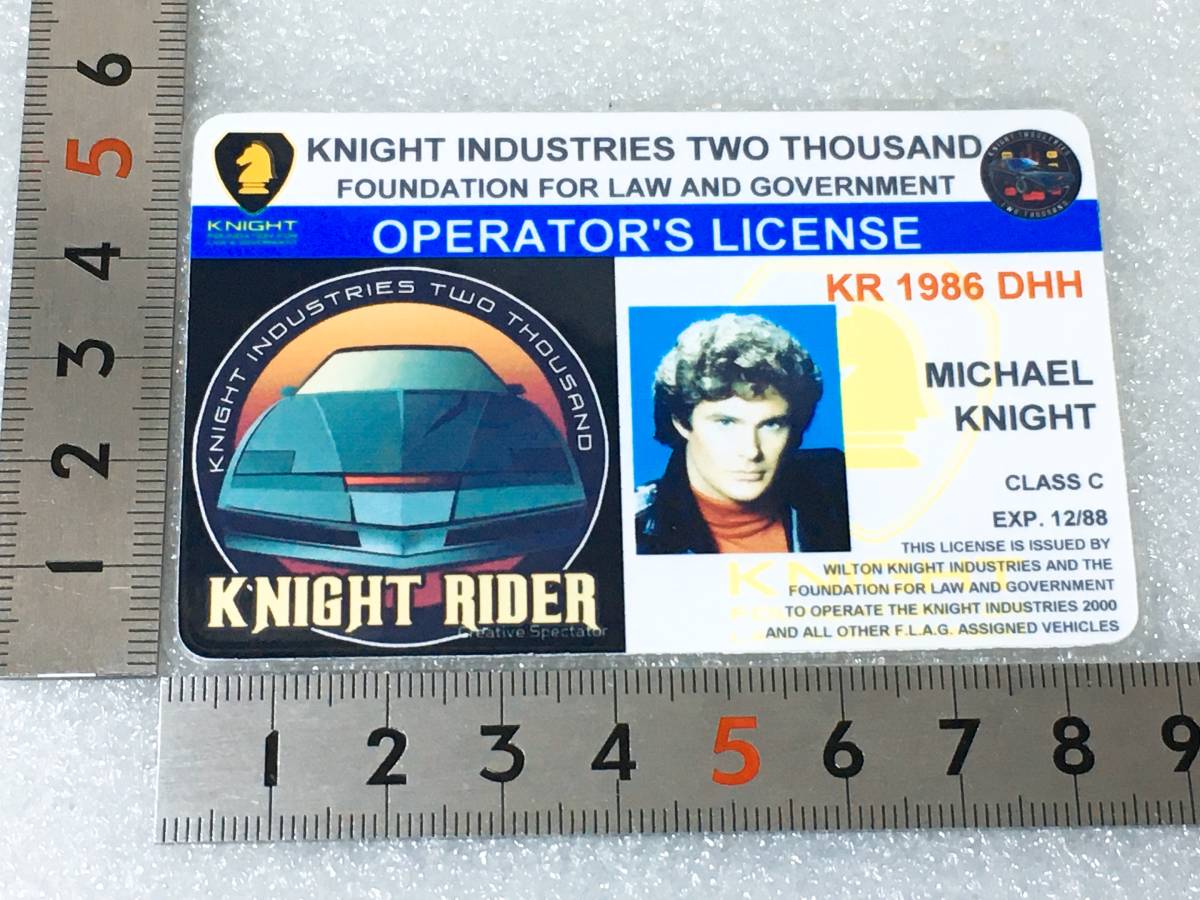 KNIGHT INDUSTRIES TWO THOUSAND
FOUNDATION FOR LAW AND GOVERNMENT
KNIGHT
OPERATOR'S LICENSE
KNIGHT INDUSTRIES TWO THOUSAND
KNIGHT RIDER
Creative Spectator
KR 1986 DHH
MICHAEL
KNIGHT
CLASS C
EXP. 12/88
THIS LICENSE IS ISSUED BY
WILTON KNIGHT INDUSTRIES AND THE
FOUNDATION FOR LAW AND GOVERNMENT
TO OPERATE THE KNIGHT INDUSTRIES 2000
AND ALL OTHER F.L.A.G. ASSIGNED VEHICLES
TWO THOUSAND
KNIGHT
6
5
4
3
2
1
1 2 3 4 5 6 7 8 9